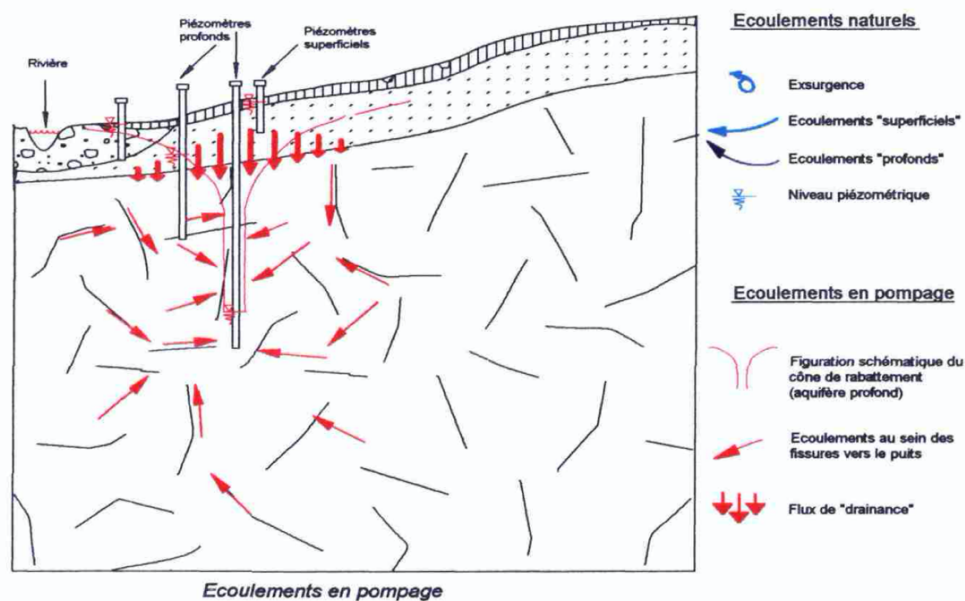 Piézomètres
profonds
Piézomètres
superficiels
Rivière
Ecoulements en pompage
Ecoulements naturels
Exsurgence
Ecoulements "superficiels"
Ecoulements "profonds"
Niveau piézométrique
Ecoulements en pompage
Figuration schématique du
cône de rabattement
(aquifère profond)
Ecoulements au sein des
fissures vers le puits
Flux de "drainance"